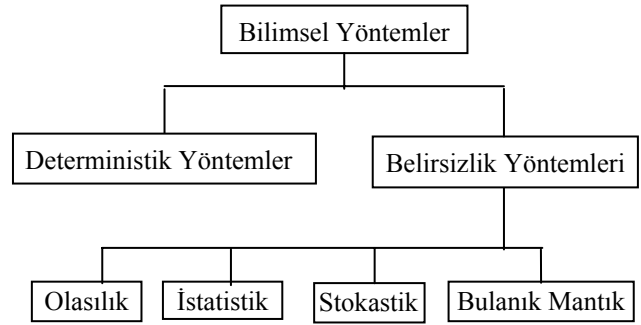 Bilimsel Yöntemler
Deterministik Yöntemler
Belirsizlik Yöntemleri
Olasılık
İstatistik
Stokastik
Bulanık Mantık